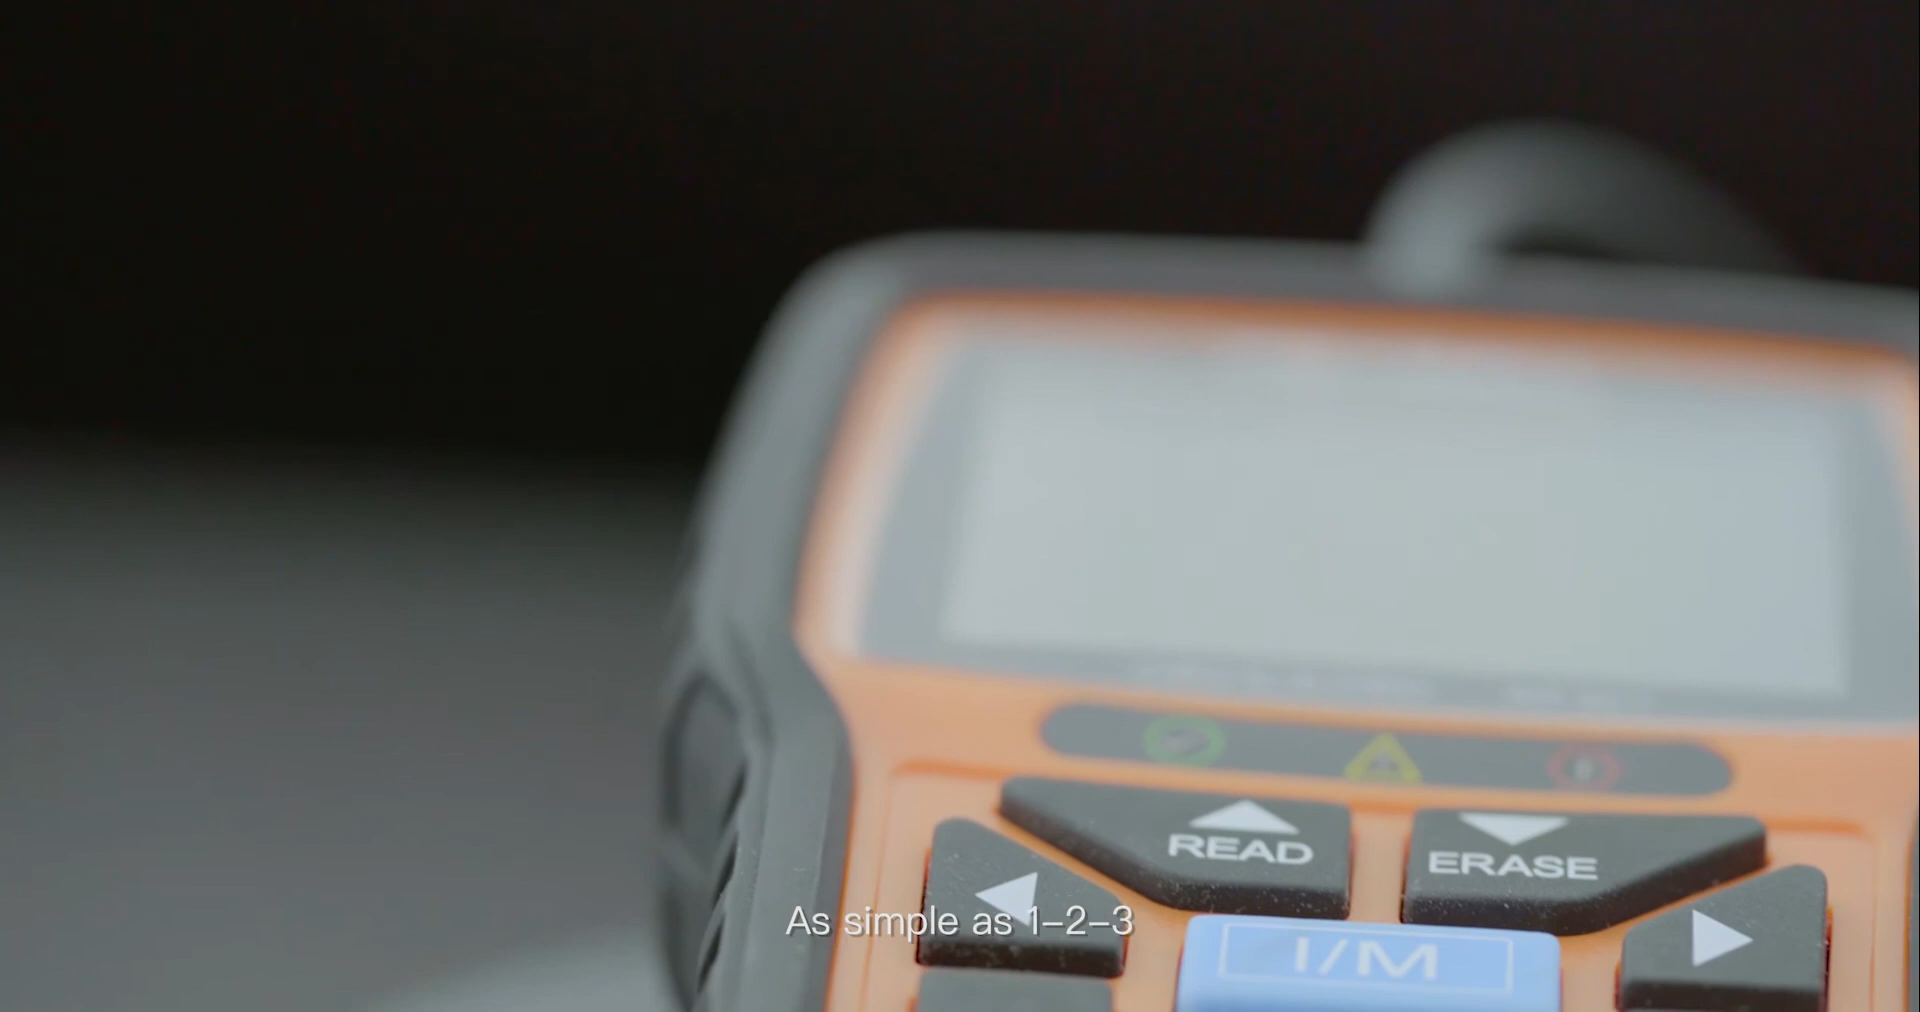 READ
ERASE
As simple as 1-2-3
I/M